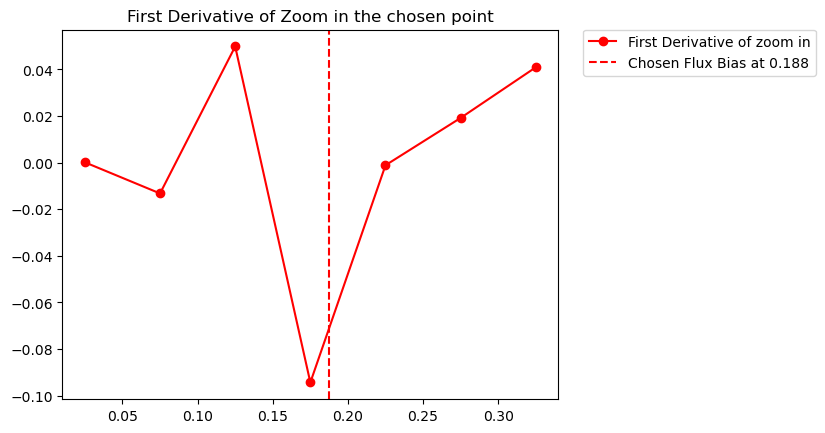 First Derivative of Zoom in the chosen point
First Derivative of zoom in
Chosen Flux Bias at 0.188
0.04
0.02
0.00
−0.02
−0.04
−0.06
−0.08
−0.10
0.05 0.10 0.15 0.20 0.25 0.30